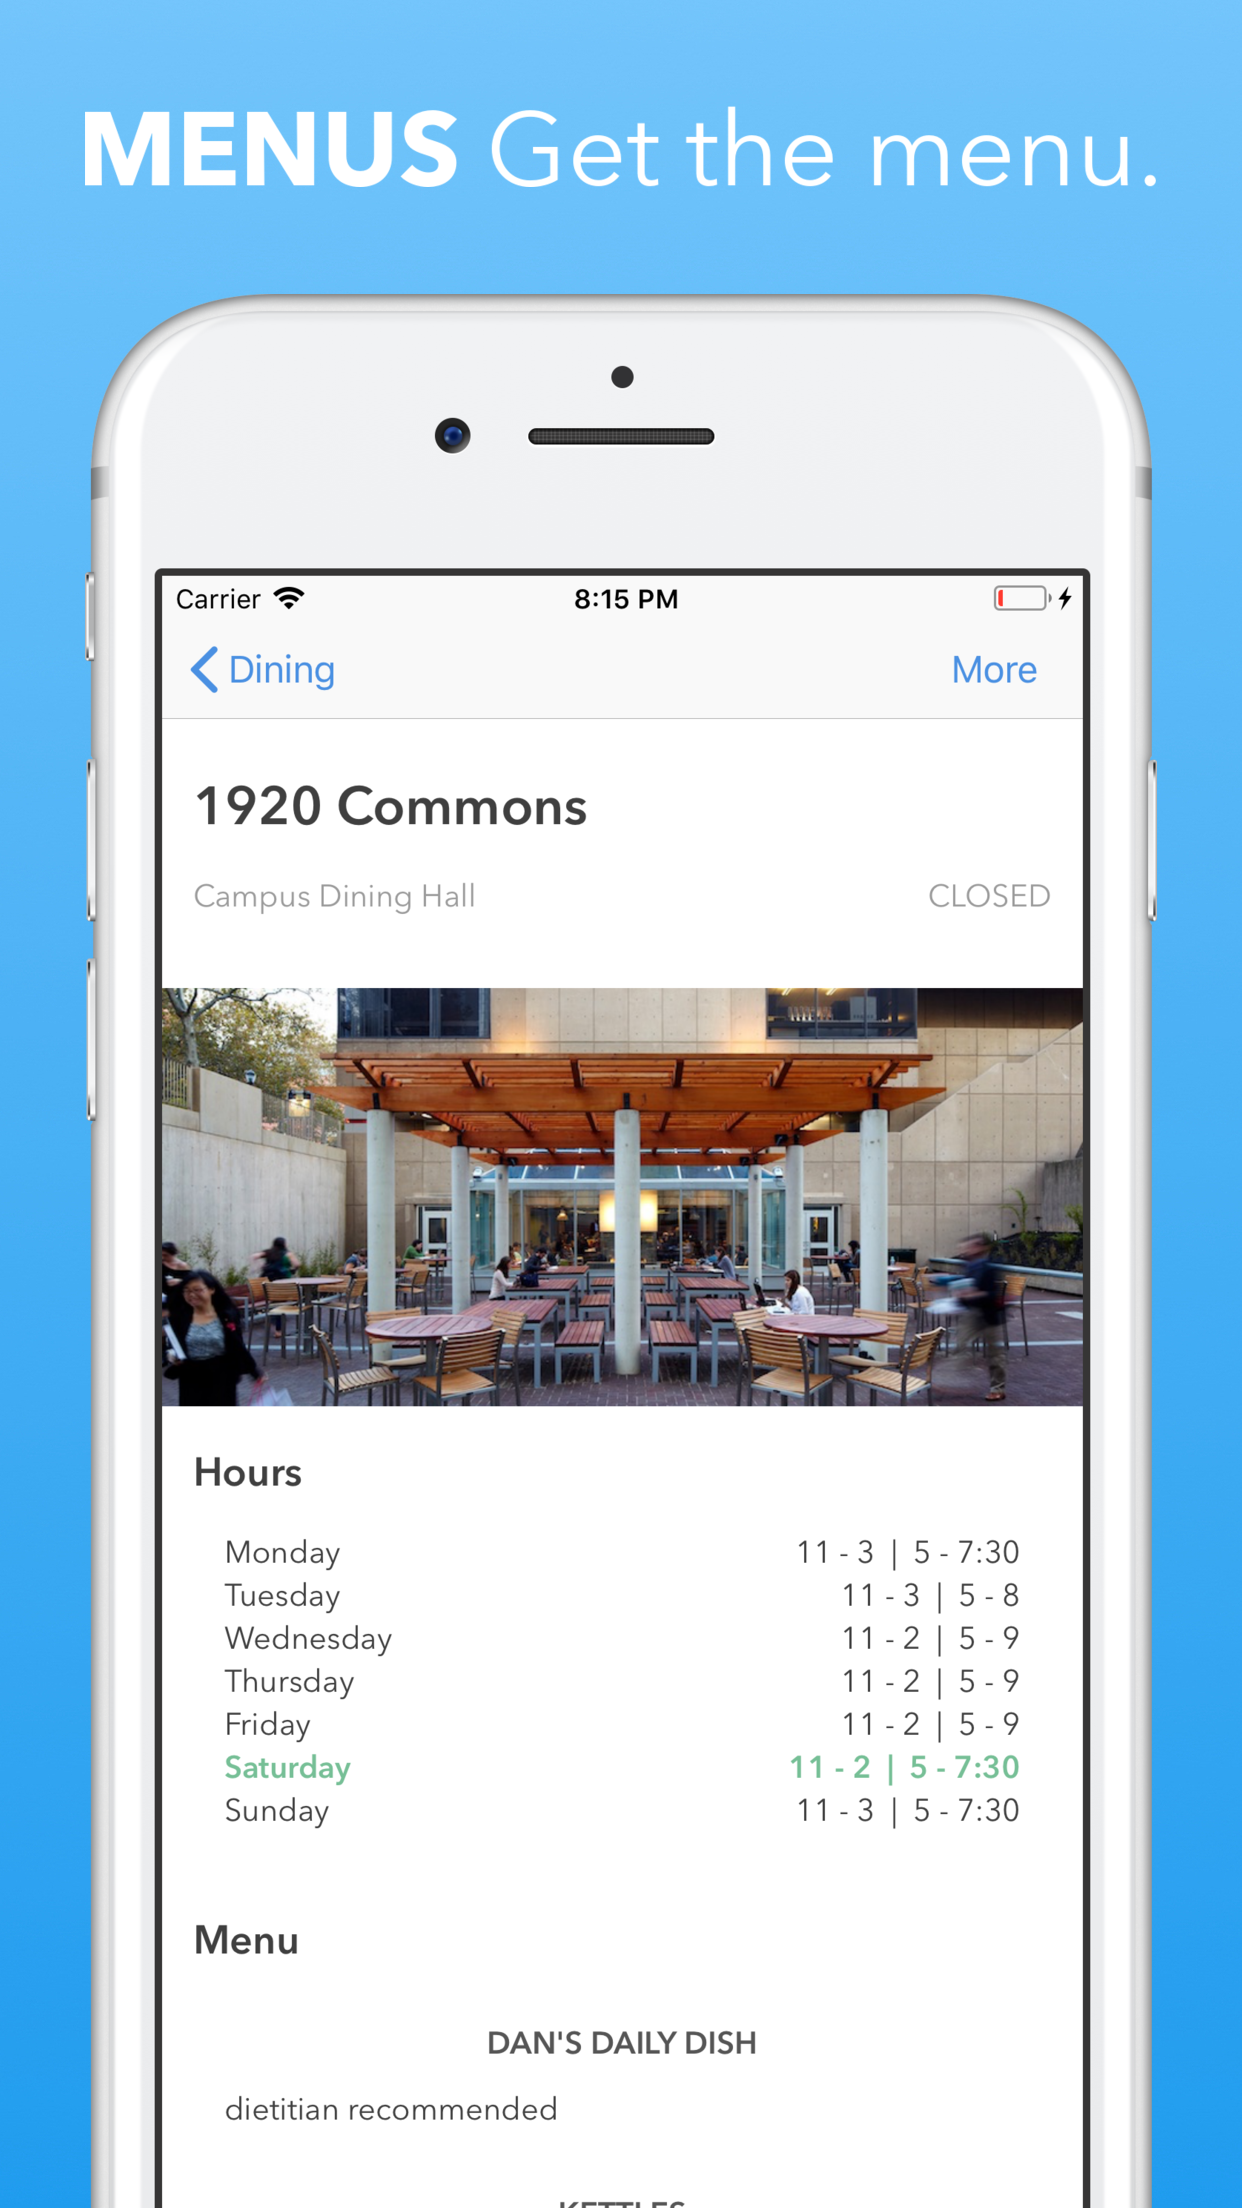 MENUS Get the menu.
Carrier 8:15 PM
Dining More
1920 Commons
Campus Dining Hall CLOSED
Hours
Monday 11 - 3 | 5 - 7:30
Tuesday 11 - 3 | 5 - 8
Wednesday 11 - 2 | 5 - 9
Thursday 11 - 2 | 5 - 9
Friday 11 - 2 | 5 - 9
Saturday 11 - 2 | 5 - 7:30
Sunday 11 - 3 | 5 - 7:30
Menu
DAN'S DAILY DISH
dietitian recommended
KETTLES